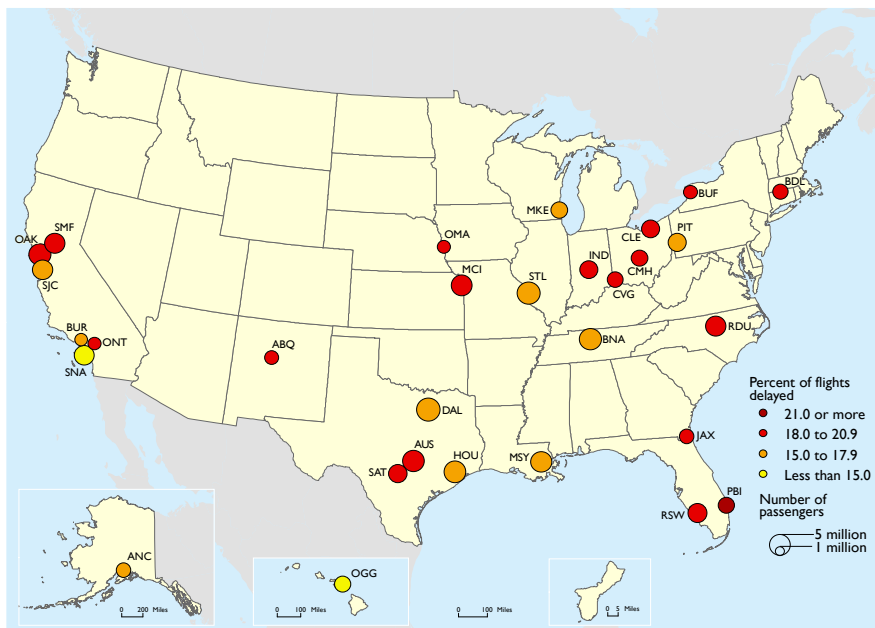 BUF
BDL
MKE
CLE
PIT
OAK
SMF
OMA
IND
CMH
SJC
MCI
STL
CVG
BUR
ONT
SNA
ABQ
BNA
RDU
DAL
AUS
HOU
MSY
SAT
JAX
PBI
RSW
Percent of flights
delayed
21.0 or more
18.0 to 20.9
15.0 to 17.9
Less than 15.0
Number of
passengers
5 million
1 million
ANC
0 200 Miles
OGG
0 100 Miles
0 100 Miles
0 5 Miles